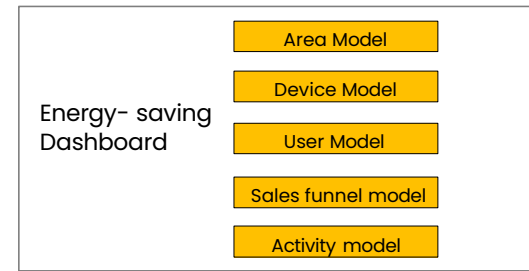 Energy- saving
Dashboard
Area Model
Device Model
User Model
Sales funnel model
Activity model